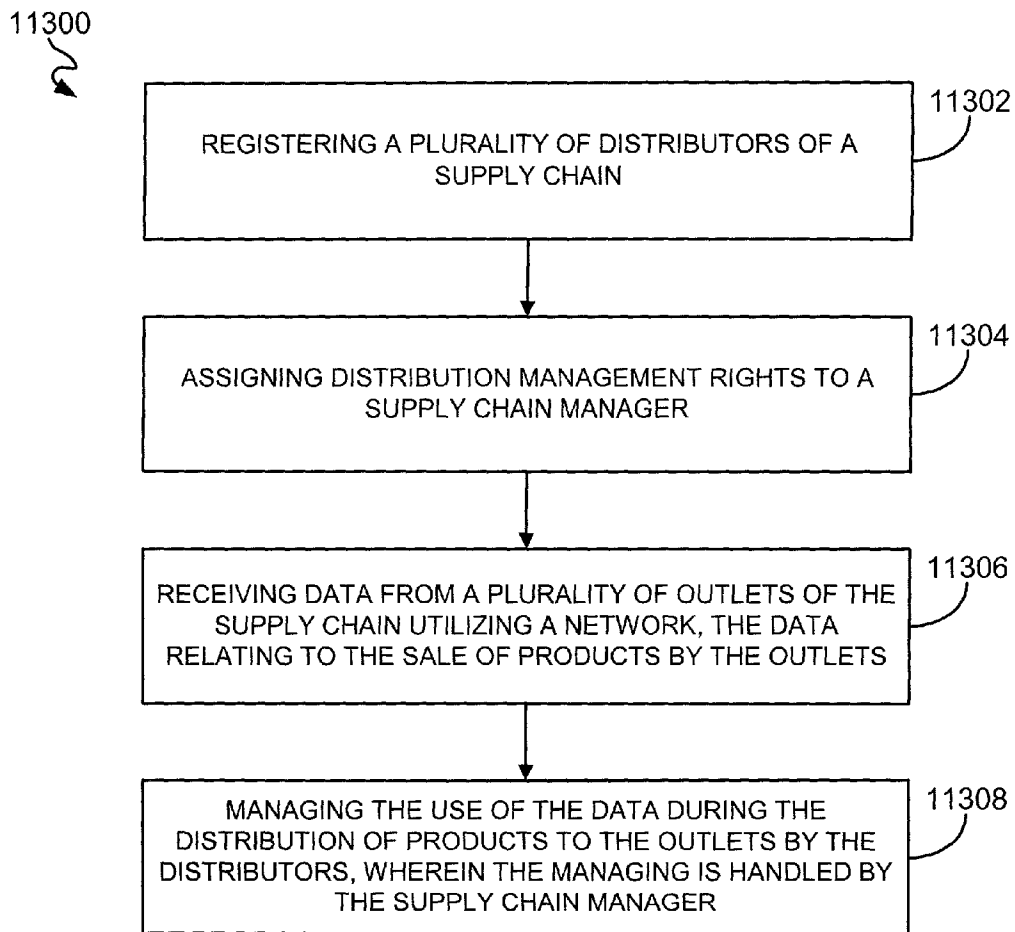 11300
11302
REGISTERING A PLURALITY OF DISTRIBUTORS OF A
SUPPLY CHAIN
11304
ASSIGNING DISTRIBUTION MANAGEMENT RIGHTS TO A
SUPPLY CHAIN MANAGER
11306
RECEIVING DATA FROM A PLURALITY OF OUTLETS OF THE
SUPPLY CHAIN UTILIZING A NETWORK, THE DATA
RELATING TO THE SALE OF PRODUCTS BY THE OUTLETS
11308
MANAGING THE USE OF THE DATA DURING THE
DISTRIBUTION OF PRODUCTS TO THE OUTLETS BY THE
DISTRIBUTORS, WHEREIN THE MANAGING IS HANDLED BY
THE SUPPLY CHAIN MANAGER